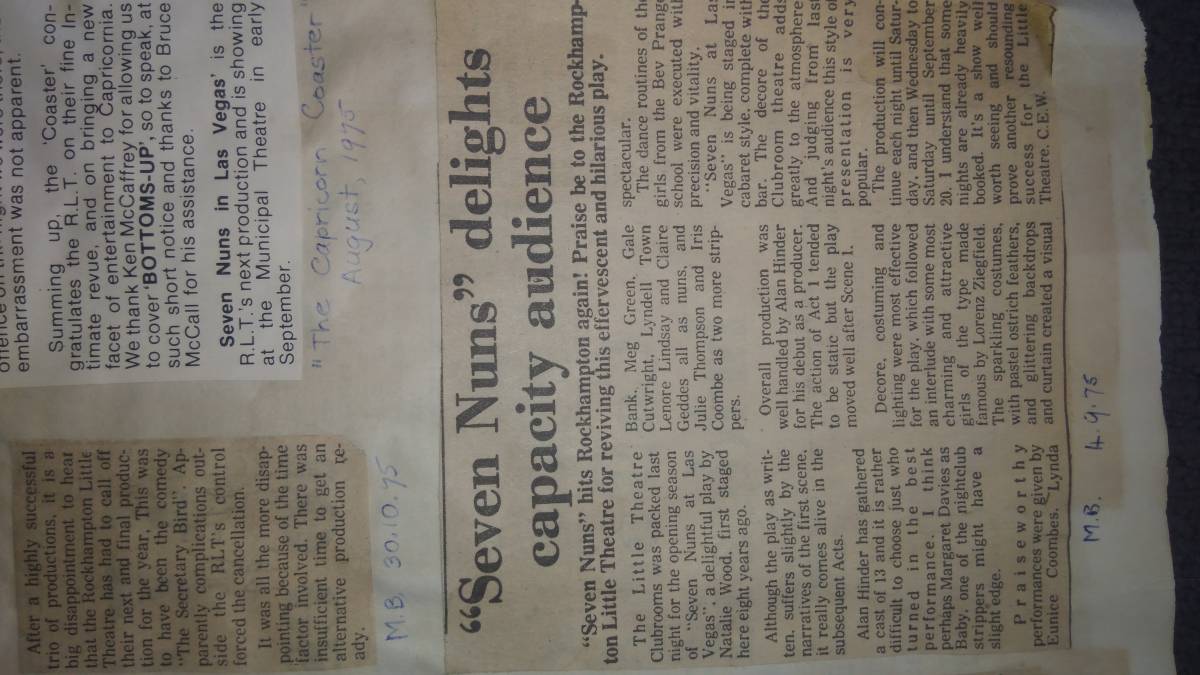 After a highly successful
trio of productions, it is a
big disappointment to hear
that the Rockhampton Little
Theatre has had to call off
their next and final produc-
tion for the year. This was
to have been the comedy
"The Secretary Bird". Ap-
parently complications out-
side the RLT's control
forced the cancellation.
It was all the more disap-
pointing because of the time
factor involved. There was
insufficient time to get an
alternative production re-
ady.
M.B. 30.10.75
embarrassment was not apparent.
Summing up, the 'Coaster' con-
gratulates the R.L.T. on their fine In-
timate revue, and on bringing a new
facet of entertainment to Capricornia.
We thank Ken McCaffrey for allowing us
to cover 'BOTTOMS-UP', so to speak, at
such short notice and thanks to Bruce
McCall for his assistance.
Seven Nuns in Las Vegas' is the
R.L.T.'s next production and is showing
at the Municipal Theatre in early
September.
"The Capricorn Coaster"
August, 1975
"Seven Nuns" delights
capacity audience
"Seven Nuns" hits Rockhampton again! Praise be to the Rockhamp-
ton Little Theatre for reviving this effervescent and hilarious play.
The Little Theatre
Clubrooms was packed last
night for the opening season
of "Seven Nuns at Las
Vegas" a delightful play by
Natalie Wood, first staged
here eight years ago.
Although the play as writ-
ten, suffers slightly by the
narratives of the first scene,
it really comes alive in the
subsequent Acts.
Alan Hinder has gathered
a cast of 13 and it is rather
difficult to choose just who
turned in the best
performance. I think
perhaps Margaret Davies as
Baby, one of the nightclub
strippers might have a
slight edge.
Praiseworthy
performances were given by
Eunice Coombes, Lynda
Bank, Meg Green, Gale
Cutwright, Lyndell Town
Lenore Lindsay and Claire
Geddes all as nuns, and
Julie Thompson and Iris
Coombe as two more strip-
pers.
Overall production was
well handled by Alan Hinder
for his debut as a producer.
The action of Act 1 tended
to be static but the play
moved well after Scene I.
Decore, costuming and
lighting were most effective
for the play, which followed
an interlude with some most
charming and attractive
girls of the type made
famous by Lorenz Ziegfield.
The sparkling costumes,
with pastel ostrich feathers,
and glittering backdrops
and curtain created a visual
spectacular.
The dance routines of the
girls from the Bev Prange
school were executed with
precision and vitality.
"Seven Nuns at Las
Vegas" is being staged in
cabaret style, complete with
bar. The decore of the
Clubroom theatre adds
greatly to the atmosphere
And judging from last
night's audience this style of
presentation is very
popular.
The production will con-
tinue each night until Satur-
day, and then Wednesday to
Saturday until September
20. I understand that some
nights are already heavily
booked. It's a show well
worth seeing and should
prove another resounding
success for the Little
Theatre. C.E.W.
M.B. 4.9.75